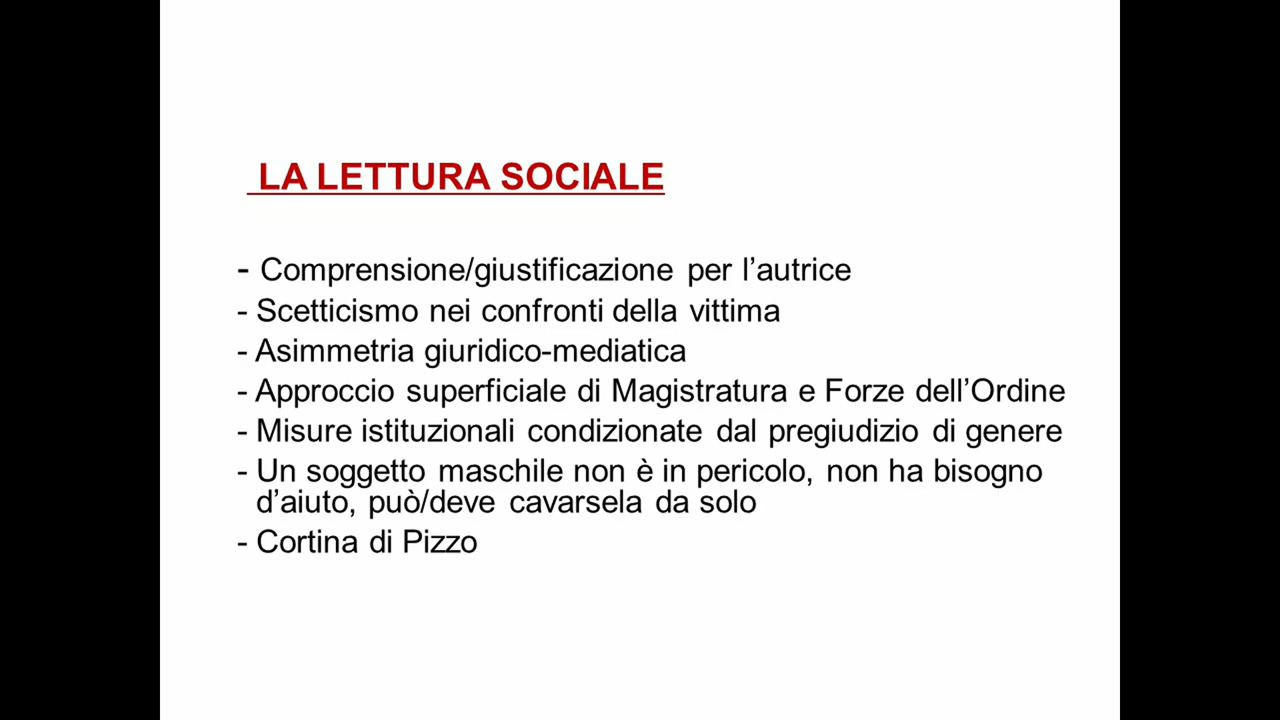 LA LETTURA SOCIALE
- Comprensione/giustificazione per l’autrice
- Scetticismo nei confronti della vittima
- Asimmetria giuridico-mediatica
- Approccio superficiale di Magistratura e Forze dell’Ordine
- Misure istituzionali condizionate dal pregiudizio di genere
- Un soggetto maschile non è in pericolo, non ha bisogno
d’aiuto, può/deve cavarsela da solo
- Cortina di Pizzo